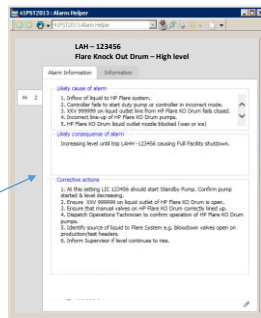 +IPST2013 : Alarm Helper
+IPST2013: Alarm Helper
LAH – 123456
Flare Knock Out Drum – High level
Alarm Information
Information
2
Likely cause of alarm
1. Inflow of liquid to HP Flare system.
2. Controller fails to start duty pump or controller in incorrect mode.
3. XXV 999999 on liquid outlet line from HP Flare KO Drum fails closed.
4. Incorrect line-up of HP Flare KO Drum pumps.
5. HP Flare KO Drum liquid outlet nozzle blocked (wax or ice)
Likely consequence of alarm
Increasing level until trip LAHH -123456 causing Full Facility shutdown.
Corrective actions
1. At this setting LIC 123456 should start Standby Pump. Confirm pump
started & level decreasing.
2. Ensure XXV 999999 on liquid outlet of HP Flare KO Drum is open.
3. Ensure that manual valves on HP Flare KO Drum correctly lined up.
4. Dispatch Operations Technician to confirm operation of HP Flare KO Drum
pumps.
5. Identify source of liquid to Flare System e.g. blowdown valves open on
production/test headers.
6. Inform Supervisor if level continues to rise.